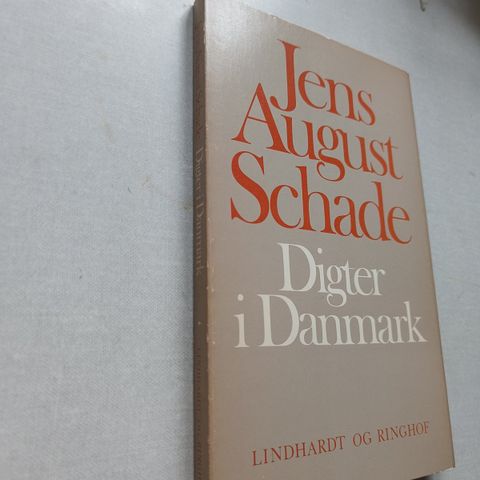 Jens
August
Schade
Digter
i Danmark
LINDHARDT OG RINGHOF
Digter i Danmark